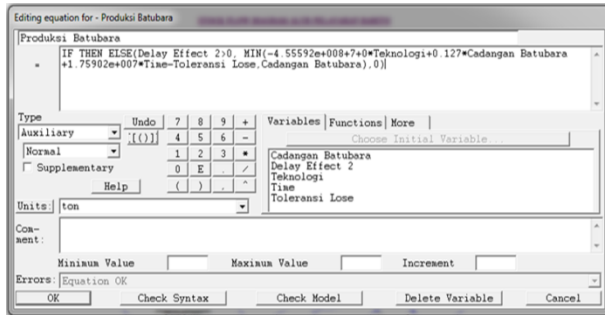 Editing equation for - Produksi Batubara
Produksi Batubara
= IF THEN ELSE(Delay Effect 2>0, MIN(-4.55592e+008+7+0*Teknologi+0.127*Cadangan Batubara
+1.75902e+007*Time-Toleransi Lose,Cadangan Batubara),0)
Type
Undo 7 8 9 +
Variables Functions More
Auxiliary
{[()]} 4 5 6 -
Choose Initial Variable...
Normal
1 2 3 *
Cadangan Batubara
Supplementary
0 E . /
Delay Effect 2
Teknologi
Help ( ) , ^
Time
Toleransi Lose
Units: ton
Com-
ment:
Minimum Value Maximum Value Increment
Errors: Equation OK
OK Check Syntax Check Model Delete Variable Cancel